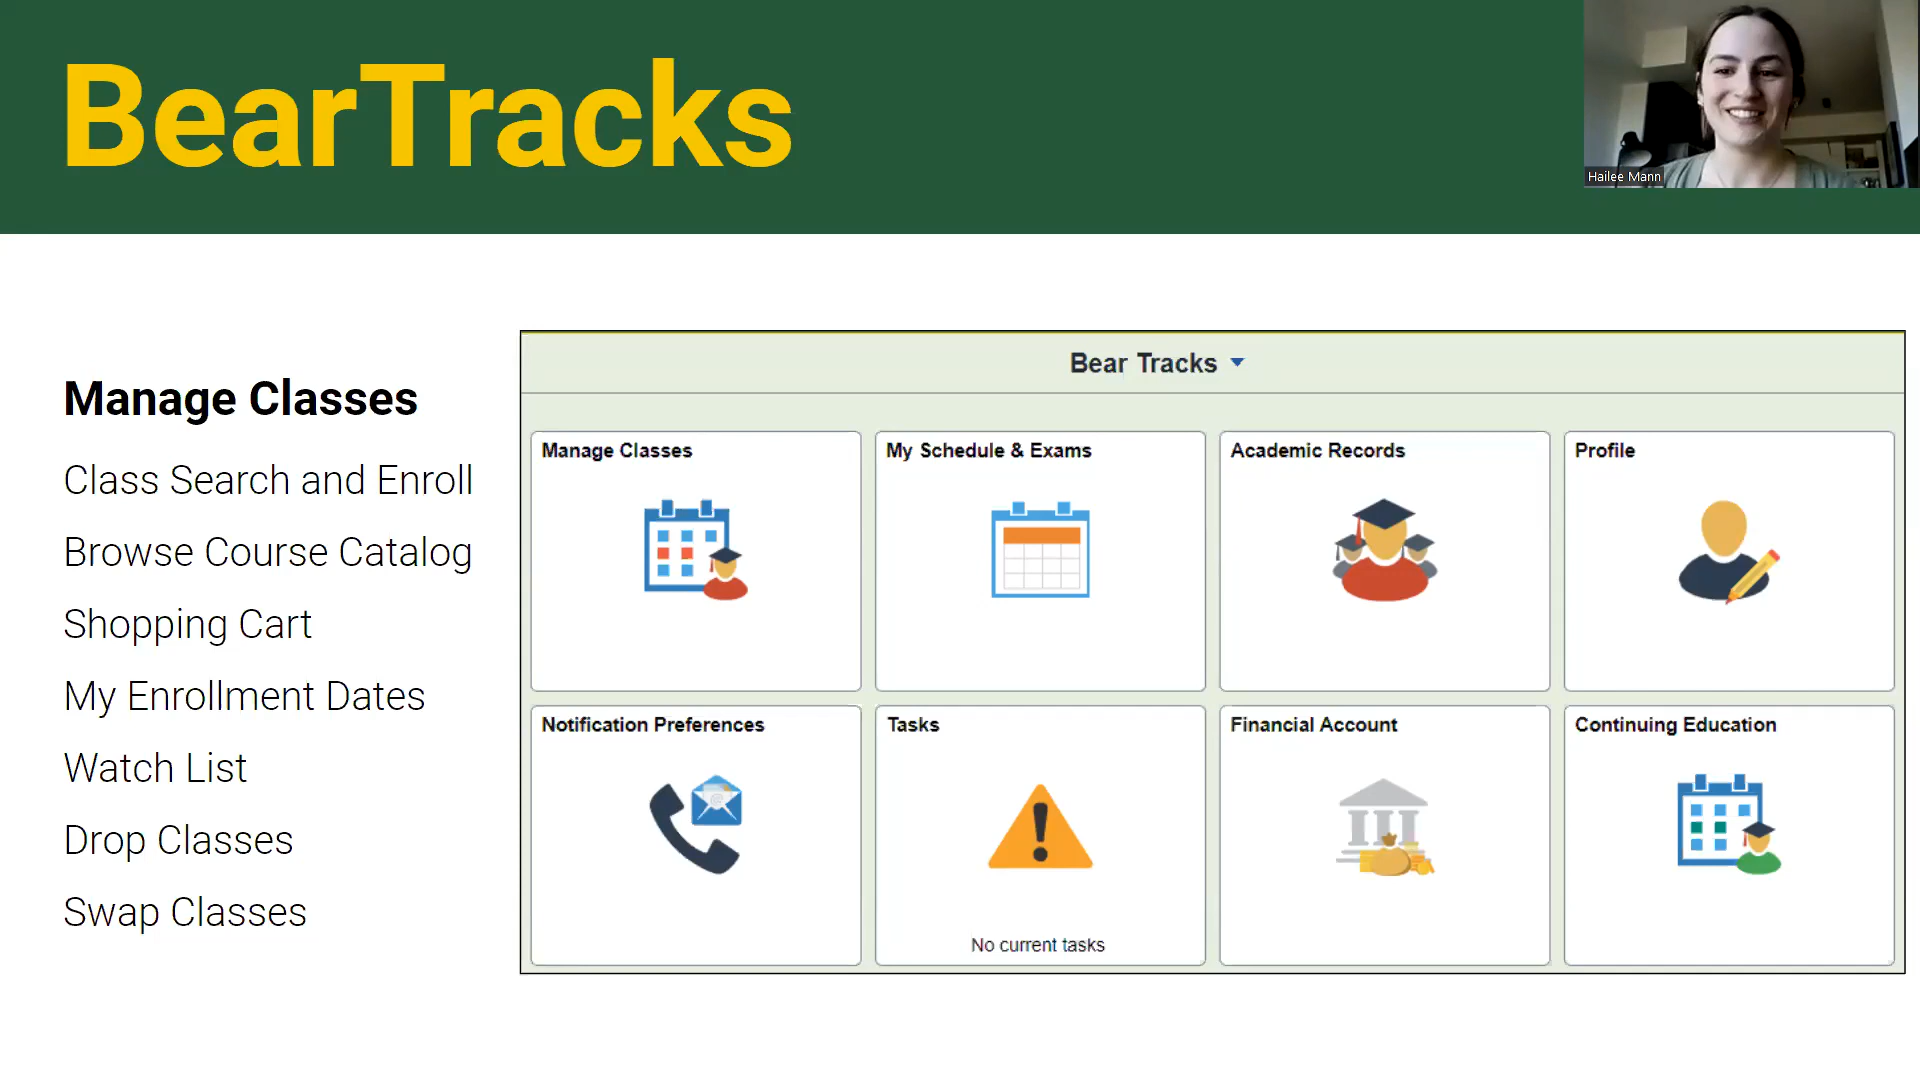 BearTracks
Hailee Mann
Manage Classes
Class Search and Enroll
Browse Course Catalog
Shopping Cart
My Enrollment Dates
Watch List
Drop Classes
Swap Classes
Bear Tracks
Manage Classes
My Schedule & Exams
Academic Records
Profile
Notification Preferences
Tasks
No current tasks
Financial Account
Continuing Education